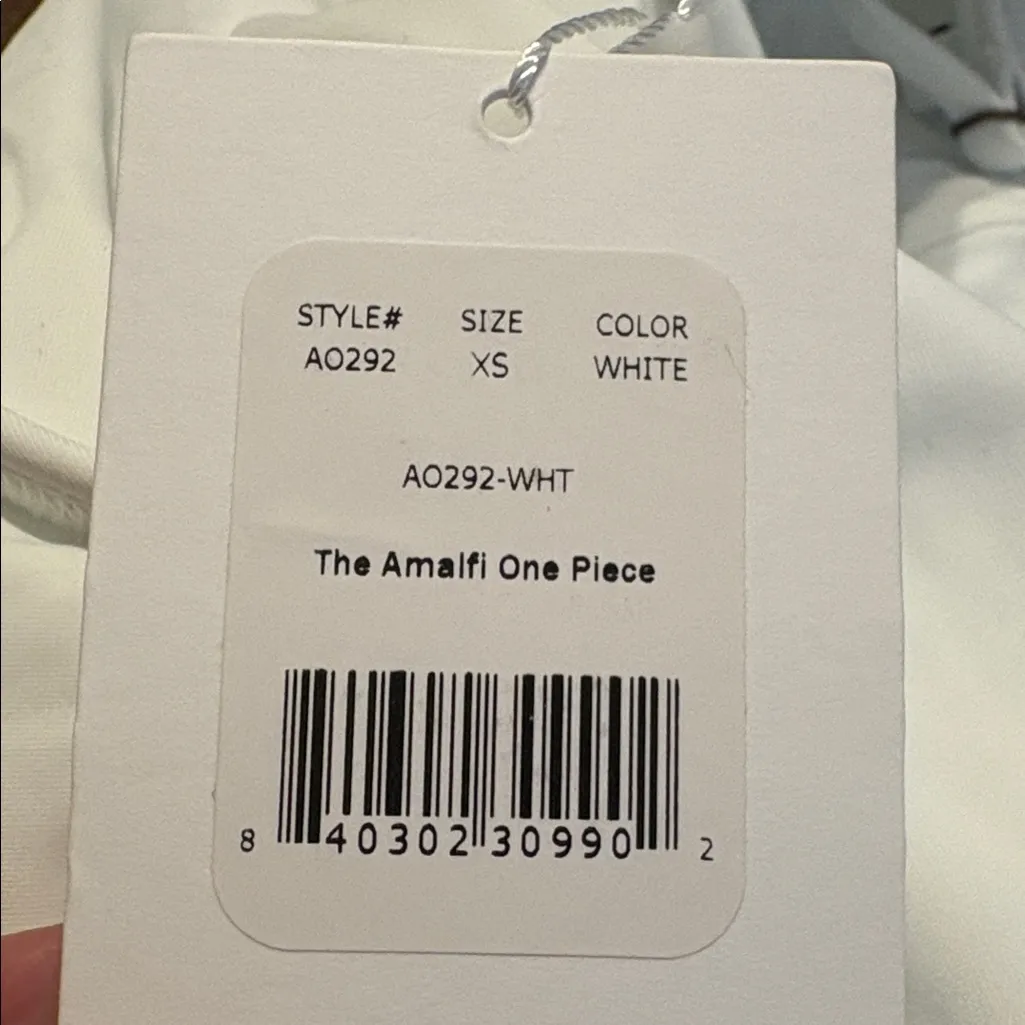 STYLE# SIZE COLOR
AO292 XS WHITE
AO292-WHT
The Amalfi One Piece
8 40302 30990 2